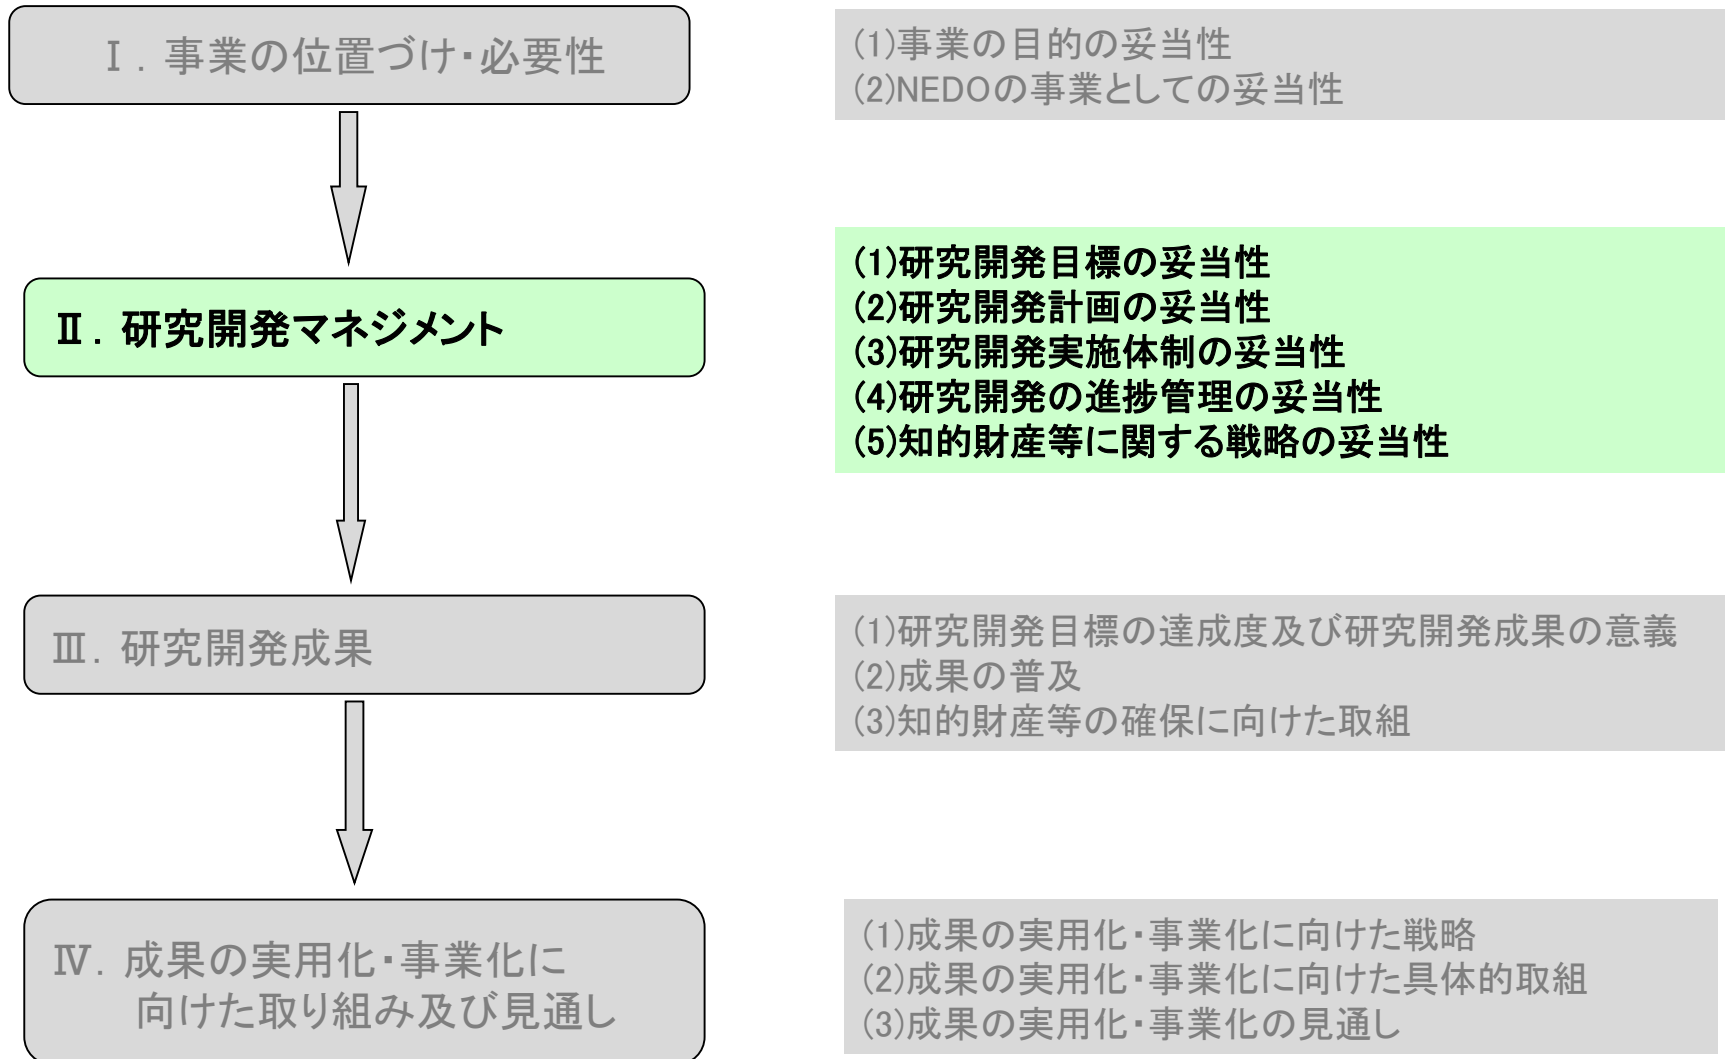 Ⅰ. 事業の位置づけ・必要性
(1)事業の目的の妥当性
(2)NEDOの事業としての妥当性
Ⅱ. 研究開発マネジメント
(1)研究開発目標の妥当性
(2)研究開発計画の妥当性
(3)研究開発実施体制の妥当性
(4)研究開発の進捗管理の妥当性
(5)知的財産等に関する戦略の妥当性
Ⅲ. 研究開発成果
(1)研究開発目標の達成度及び研究開発成果の意義
(2)成果の普及
(3)知的財産等の確保に向けた取組
Ⅳ. 成果の実用化・事業化に
向けた取り組み及び見通し
(1)成果の実用化・事業化に向けた戦略
(2)成果の実用化・事業化に向けた具体的取組
(3)成果の実用化・事業化の見通し